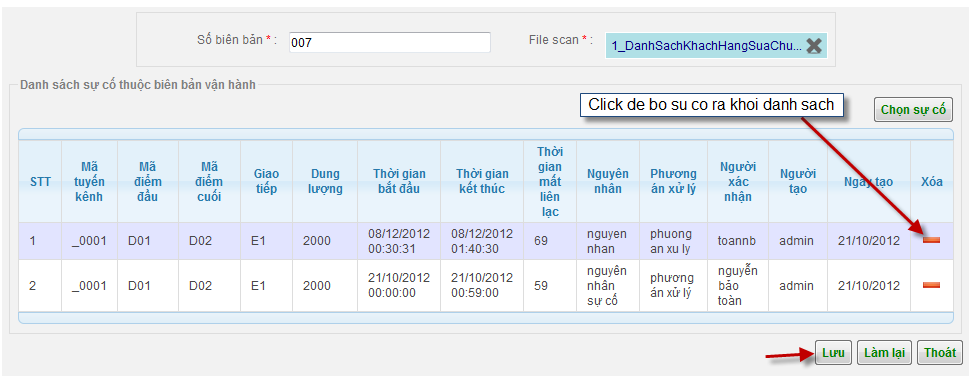 Số biên bản * :
007
File scan * :
1_DanhSachKhachHangSuaChu...
Danh sách sự cố thuộc biên bản vận hành
Click de bo su co ra khoi danh sach
Chọn sự cố
STT
Mã tuyến kênh
Mã điểm đầu
Mã điểm cuối
Giao tiếp
Dung lượng
Thời gian bắt đầu
Thời gian kết thúc
Thời gian mất liên lạc
Nguyên nhân
Phương án xử lý
Người xác nhận
Người tạo
Ngày tạo
Xóa
1
_0001
D01
D02
E1
2000
08/12/2012 00:30:31
08/12/2012 01:40:30
69
nguyen nhan
phuong an xu ly
toannb
admin
21/10/2012
2
_0001
D01
D02
E1
2000
21/10/2012 00:00:00
21/10/2012 00:59:00
59
nguyên nhân sự cố
phương án xử lý
nguyễn bảo toàn
admin
21/10/2012
Lưu
Làm lại
Thoát